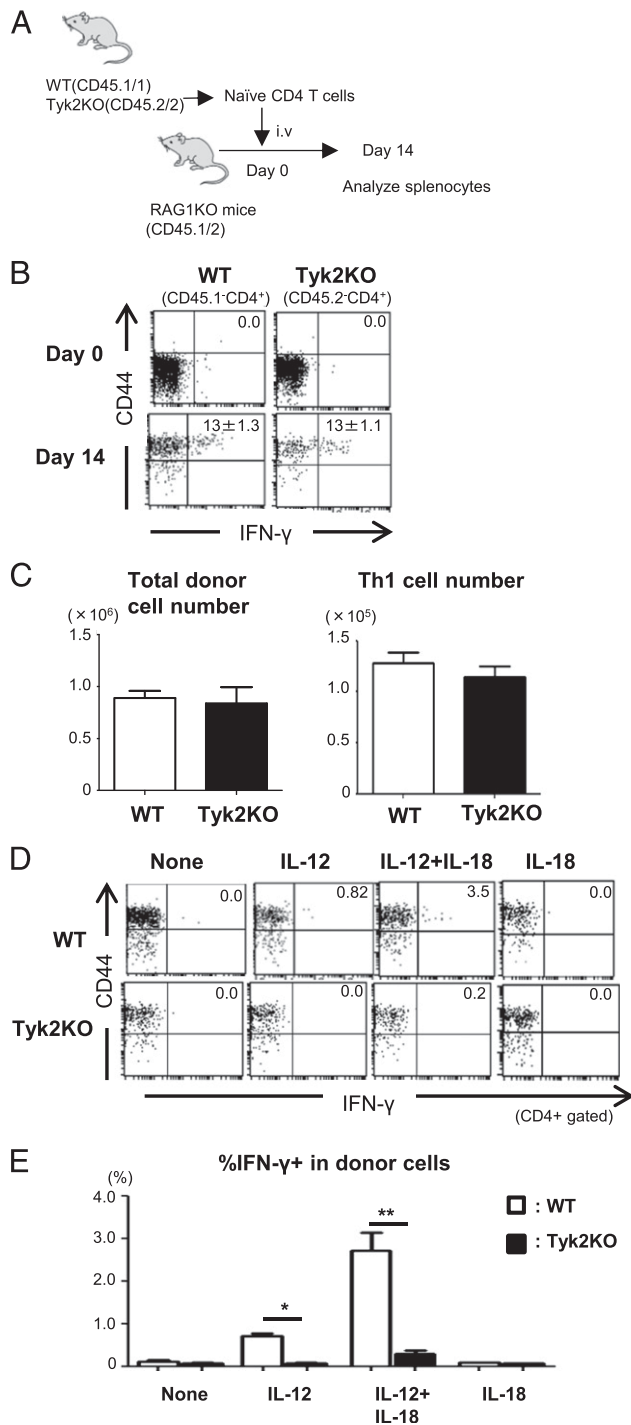 A
WT(CD45.1/1)
Tyk2KO(CD45.2/2)
Naïve CD4 T cells
i.v
Day 0
Day 14
Analyze splenocytes
RAG1KO mice
(CD45.1/2)
B
WT
Tyk2KO
(CD45.1⁻CD4⁺)
(CD45.2⁻CD4⁺)
Day 0
0.0
0.0
CD44
Day 14
13±1.3
13±1.1
IFN-γ
C
Total donor
cell number
Th1 cell number
(×10⁶)
(×10⁵)
1.5
1.0
0.5
0
WT
Tyk2KO
1.5
1.0
0.5
0
WT
Tyk2KO
D
None
IL-12
IL-12+IL-18
IL-18
WT
0.0
0.82
3.5
0.0
CD44
Tyk2KO
0.0
0.0
0.2
0.0
IFN-γ
(CD4+ gated)
E
%IFN-γ+ in donor cells
(%)
4.0
3.0
2.0
1.0
0
*
**
: WT
: Tyk2KO
None
IL-12
IL-12+
IL-18
IL-18